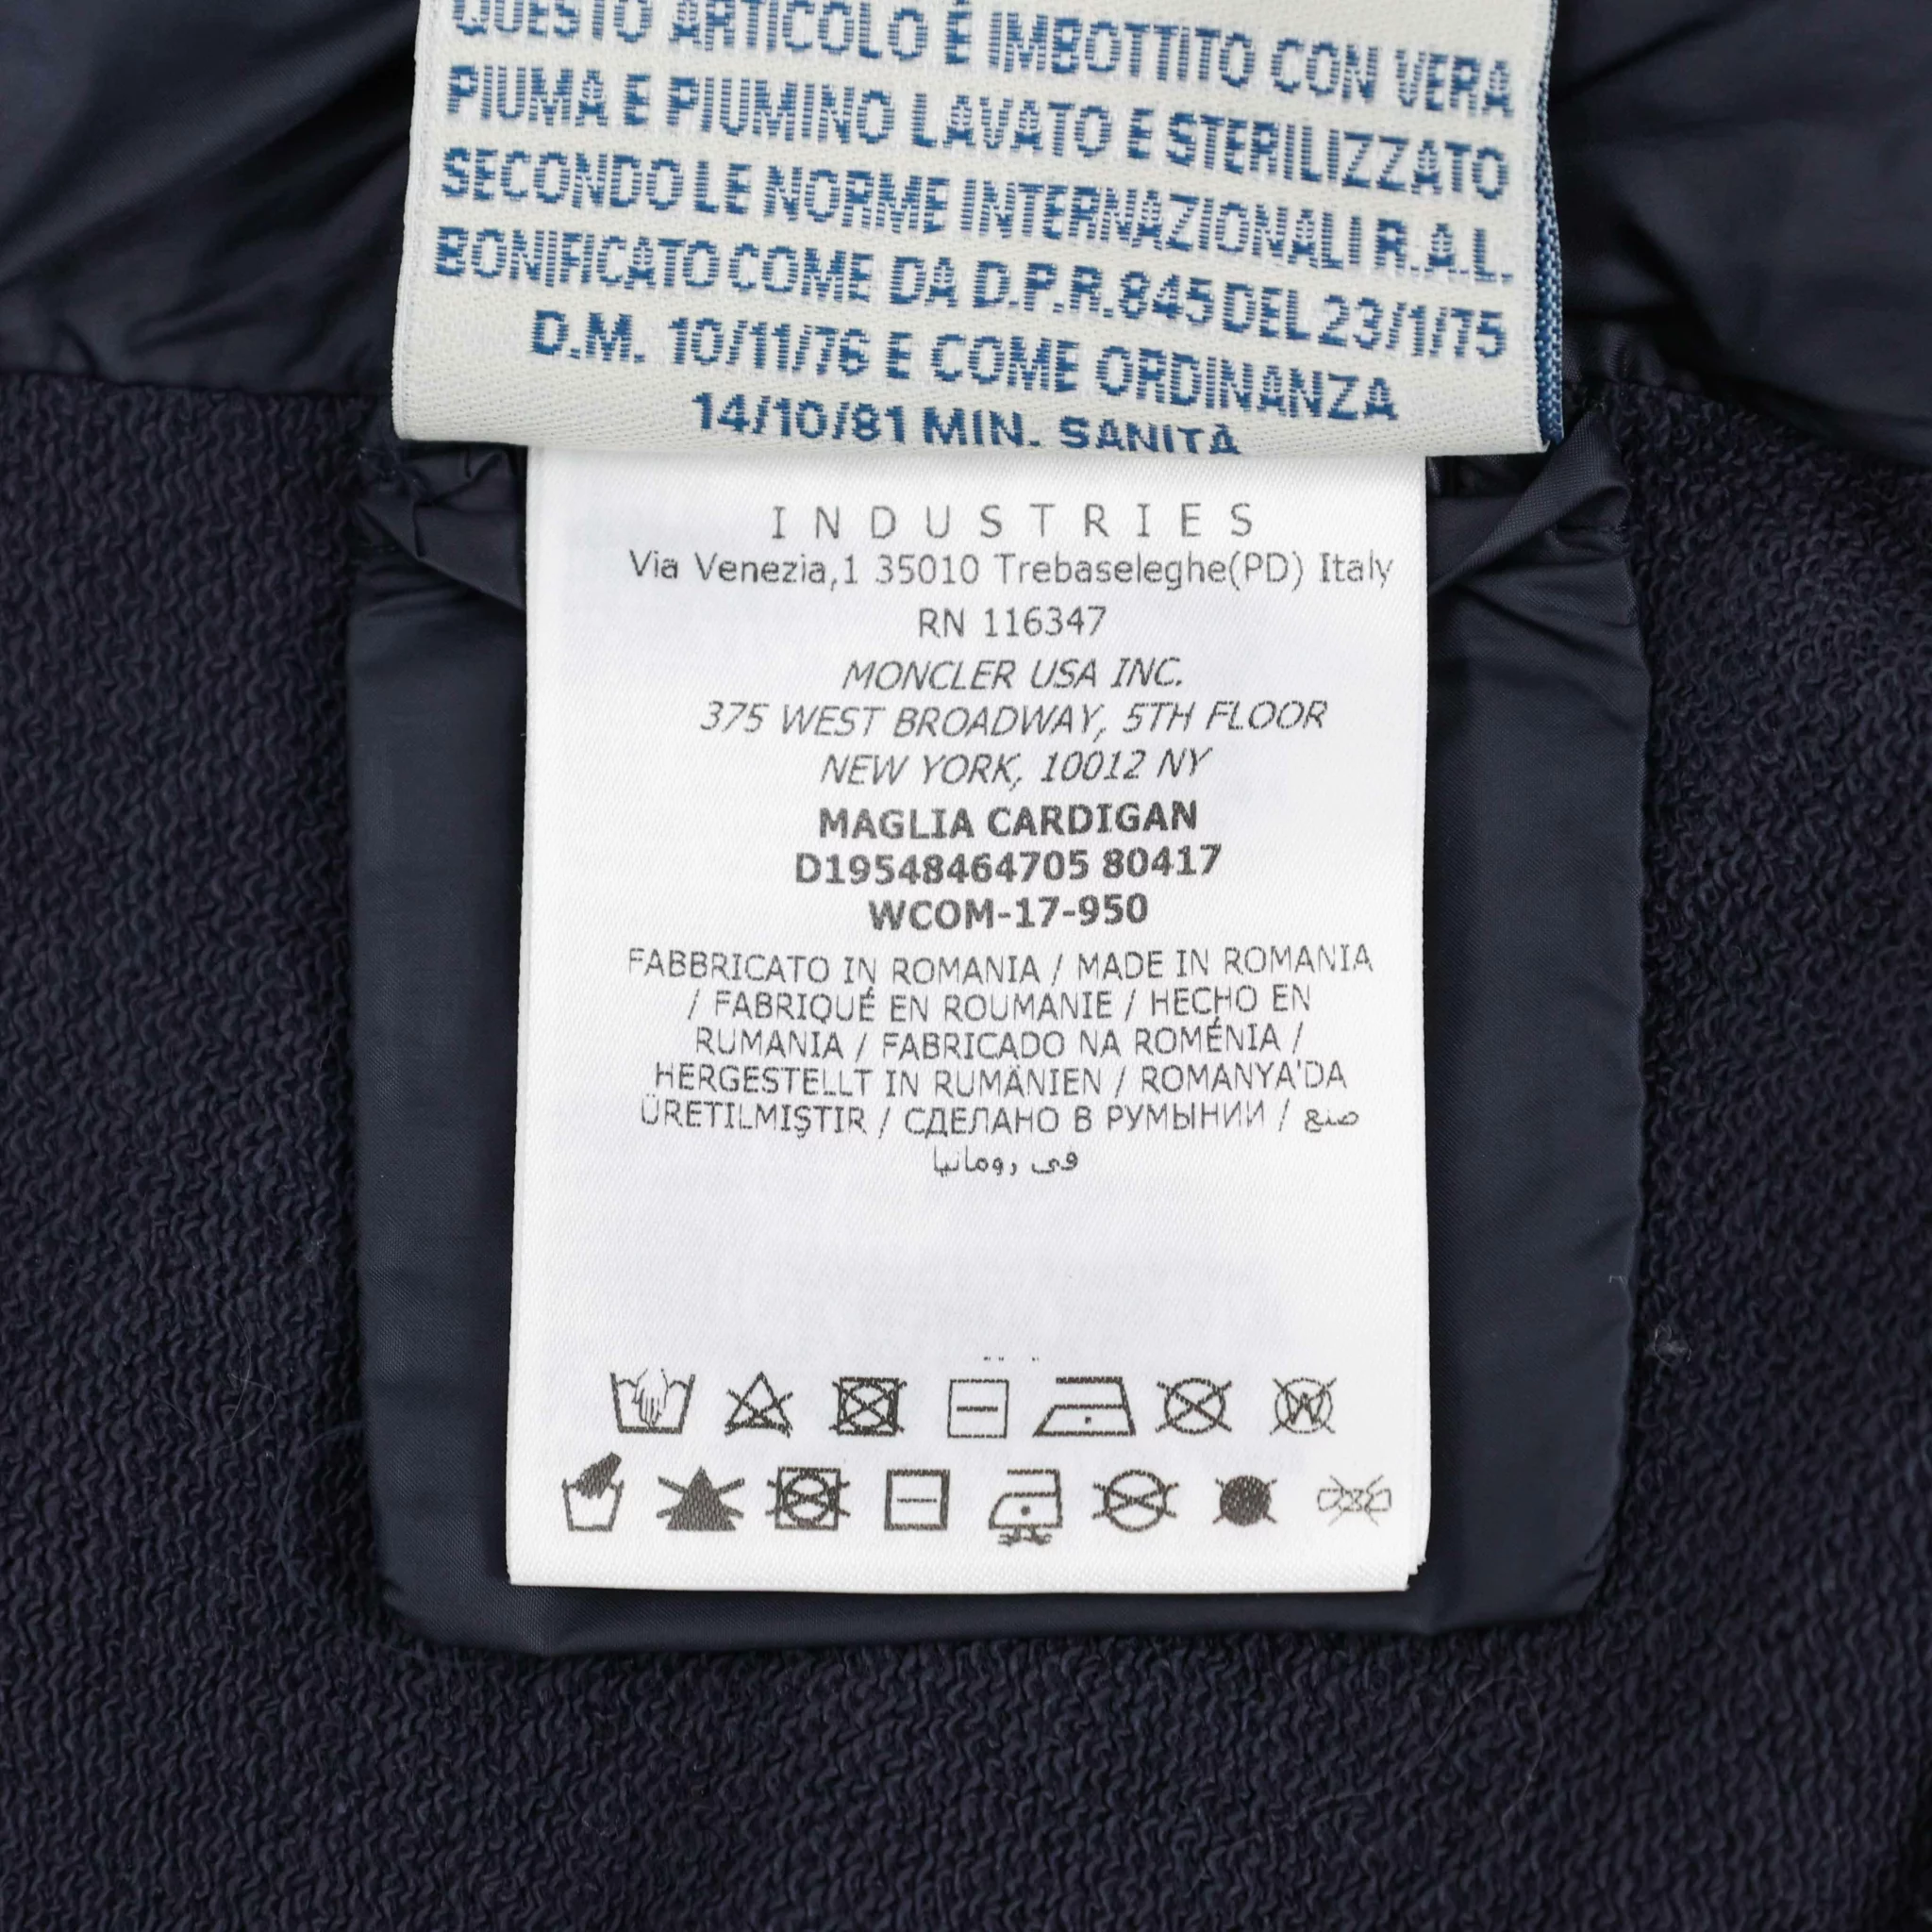 QUESTO ARTICOLO È IMBOTTITO CON VERA
PIUMA E PIUMINO LAVATO E STERILIZZATO
SECONDO LE NORME INTERNAZIONALI R.A.L.
BONIFICATO COME DA D.P.R.845 DEL 23/1/75
D.M. 10/11/76 E COME ORDINANZA
14/10/81 MIN. SANITÀ
INDUSTRIES
Via Venezia,1 35010 Trebaseleghe(PD) Italy
RN 116347
MONCLER USA INC.
375 WEST BROADWAY, 5TH FLOOR
NEW YORK, 10012 NY
MAGLIA CARDIGAN
D19548464705 80417
WCOM-17-950
FABBRICATO IN ROMANIA / MADE IN ROMANIA
/ FABRIQUÉ EN ROUMANIE / HECHO EN
RUMANIA / FABRICADO NA ROMÉNIA /
HERGESTELLT IN RUMÄNIEN / ROMANYA'DA
ÜRETILMIŞTIR / СДЕЛАНО В РУМЫНИИ / صنع
في رومانيا
W